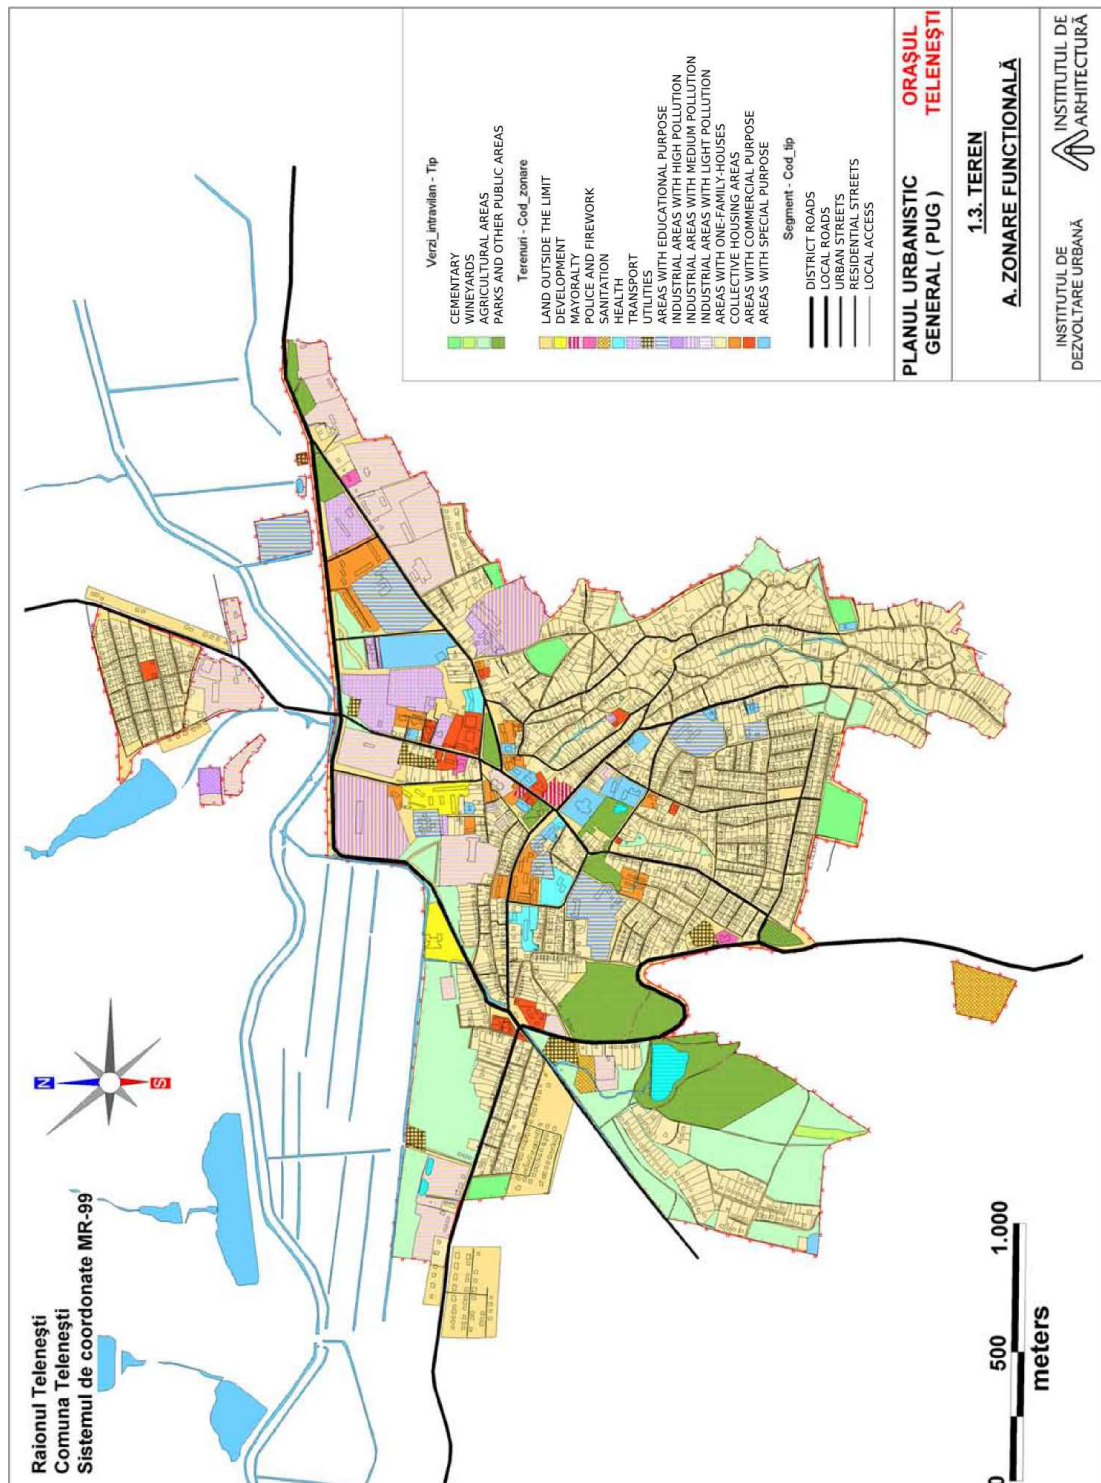 Raionul Teleneşti
Comuna Teleneşti
Sistemul de coordonate MR-99
N
S
Verzi_intravilan - Tip
CEMENTARY
WINEYARDS
AGRICULTURAL AREAS
PARKS AND OTHER PUBLIC AREAS
Terenuri - Cod_zonare
LAND OUTSIDE THE LIMIT
DEVELOPMENT
MAYORALTY
POLICE AND FIREWORK
SANITATION
HEALTH
TRANSPORT
UTILITIES
AREAS WITH EDUCATIONAL PURPOSE
INDUSTRIAL AREAS WITH HIGH POLLUTION
INDUSTRIAL AREAS WITH MEDIUM POLLUTION
INDUSTRIAL AREAS WITH LIGHT POLLUTION
AREAS WITH ONE-FAMILY-HOUSES
COLLECTIVE HOUSING AREAS
AREAS WITH COMMERCIAL PURPOSE
AREAS WITH SPECIAL PURPOSE
Segment - Cod_tip
DISTRICT ROADS
LOCAL ROADS
URBAN STREETS
RESIDENTIAL STREETS
LOCAL ACCESS
PLANUL URBANISTIC
GENERAL ( PUG )
ORAŞUL
TELENEŞTI
1.3. TEREN
A. ZONARE FUNCTIONALĂ
INSTITUTUL DE
DEZVOLTARE URBANĂ
INSTITUTUL DE
ARHITECTURĂ
0 500 1.000
meters